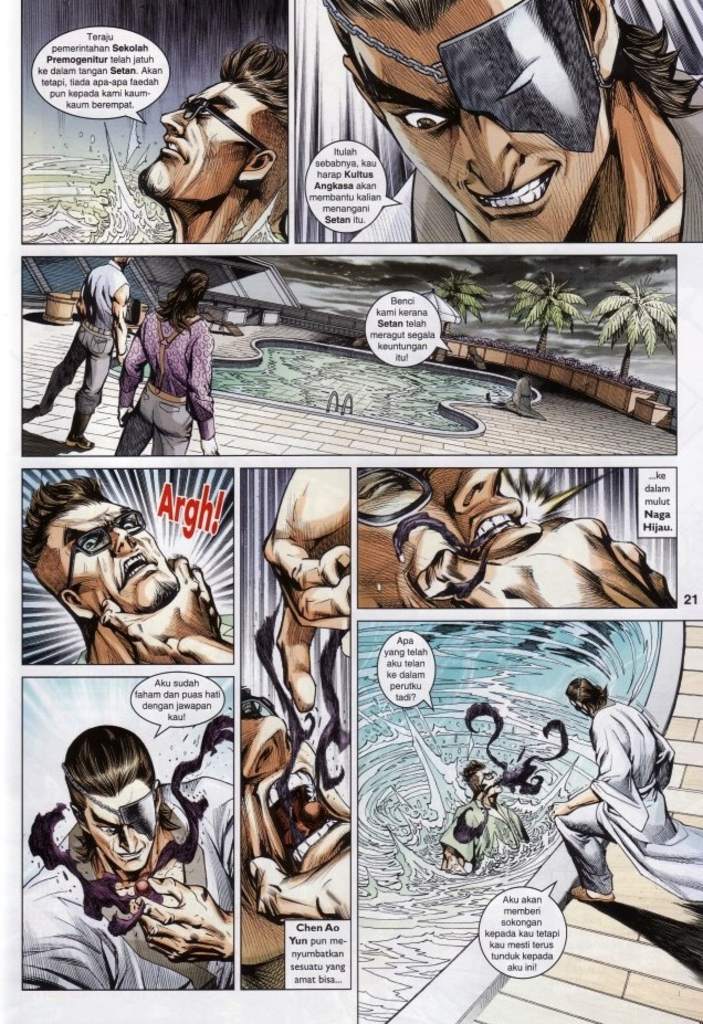 Teraju
pemerintahan Sekolah
Premogenitur telah jatuh
ke dalam tangan Setan. Akan
tetapi, tiada apa-apa faedah
pun kepada kami kaum-
kaum berempat.
Itulah
sebabnya, kau
harap Kultus
Angkasa akan
membantu kalian
menangani
Setan itu.
Benci
kami kerana
Setan telah
meragut segala
keuntungan
itu!
Argh!
...ke
dalam
mulut
Naga
Hijau.
21
Aku sudah
faham dan puas hati
dengan jawapan
kau!
Chen Ao
Yun pun me-
nyumbatkan
sesuatu yang
amat bisa...
Apa
yang telah
aku telan
ke dalam
perutku
tadi?
Aku akan
memberi
sokongan
kepada kau tetapi
kau mesti terus
tunduk kepada
aku ini!